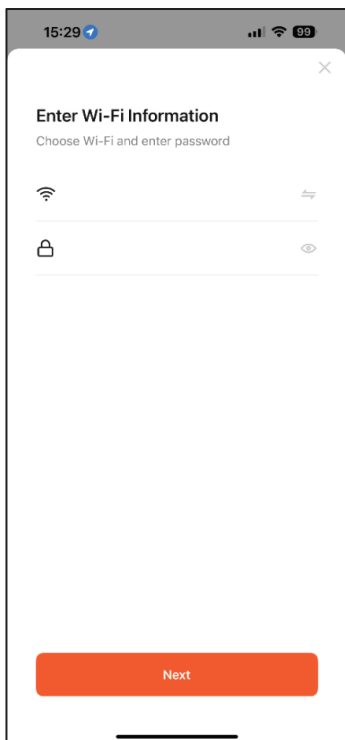 15:29
99
Enter Wi-Fi Information
Choose Wi-Fi and enter password
Next